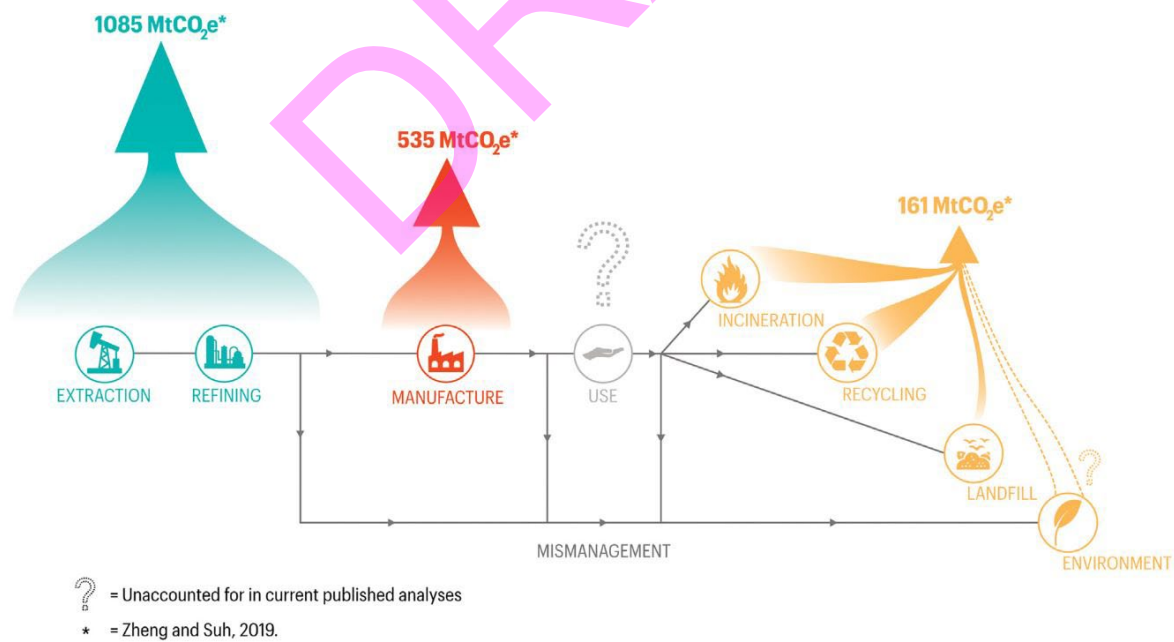 1085 MtCO₂e*
535 MtCO₂e*
161 MtCO₂e*
?
INCINERATION
EXTRACTION
REFINING
MANUFACTURE
USE
RECYCLING
LANDFILL
?
MISMANAGEMENT
ENVIRONMENT
? = Unaccounted for in current published analyses
* = Zheng and Suh, 2019.